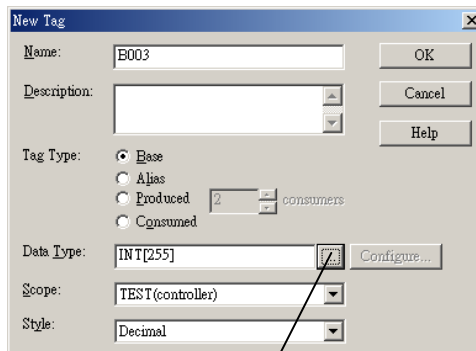 New Tag
Name: B003 OK
Description: Cancel
Help
Tag Type: Base
Alias
Produced 2 consumers
Consumed
Data Type: INT[255] ... Configure...
Scope: TEST(controller)
Style: Decimal